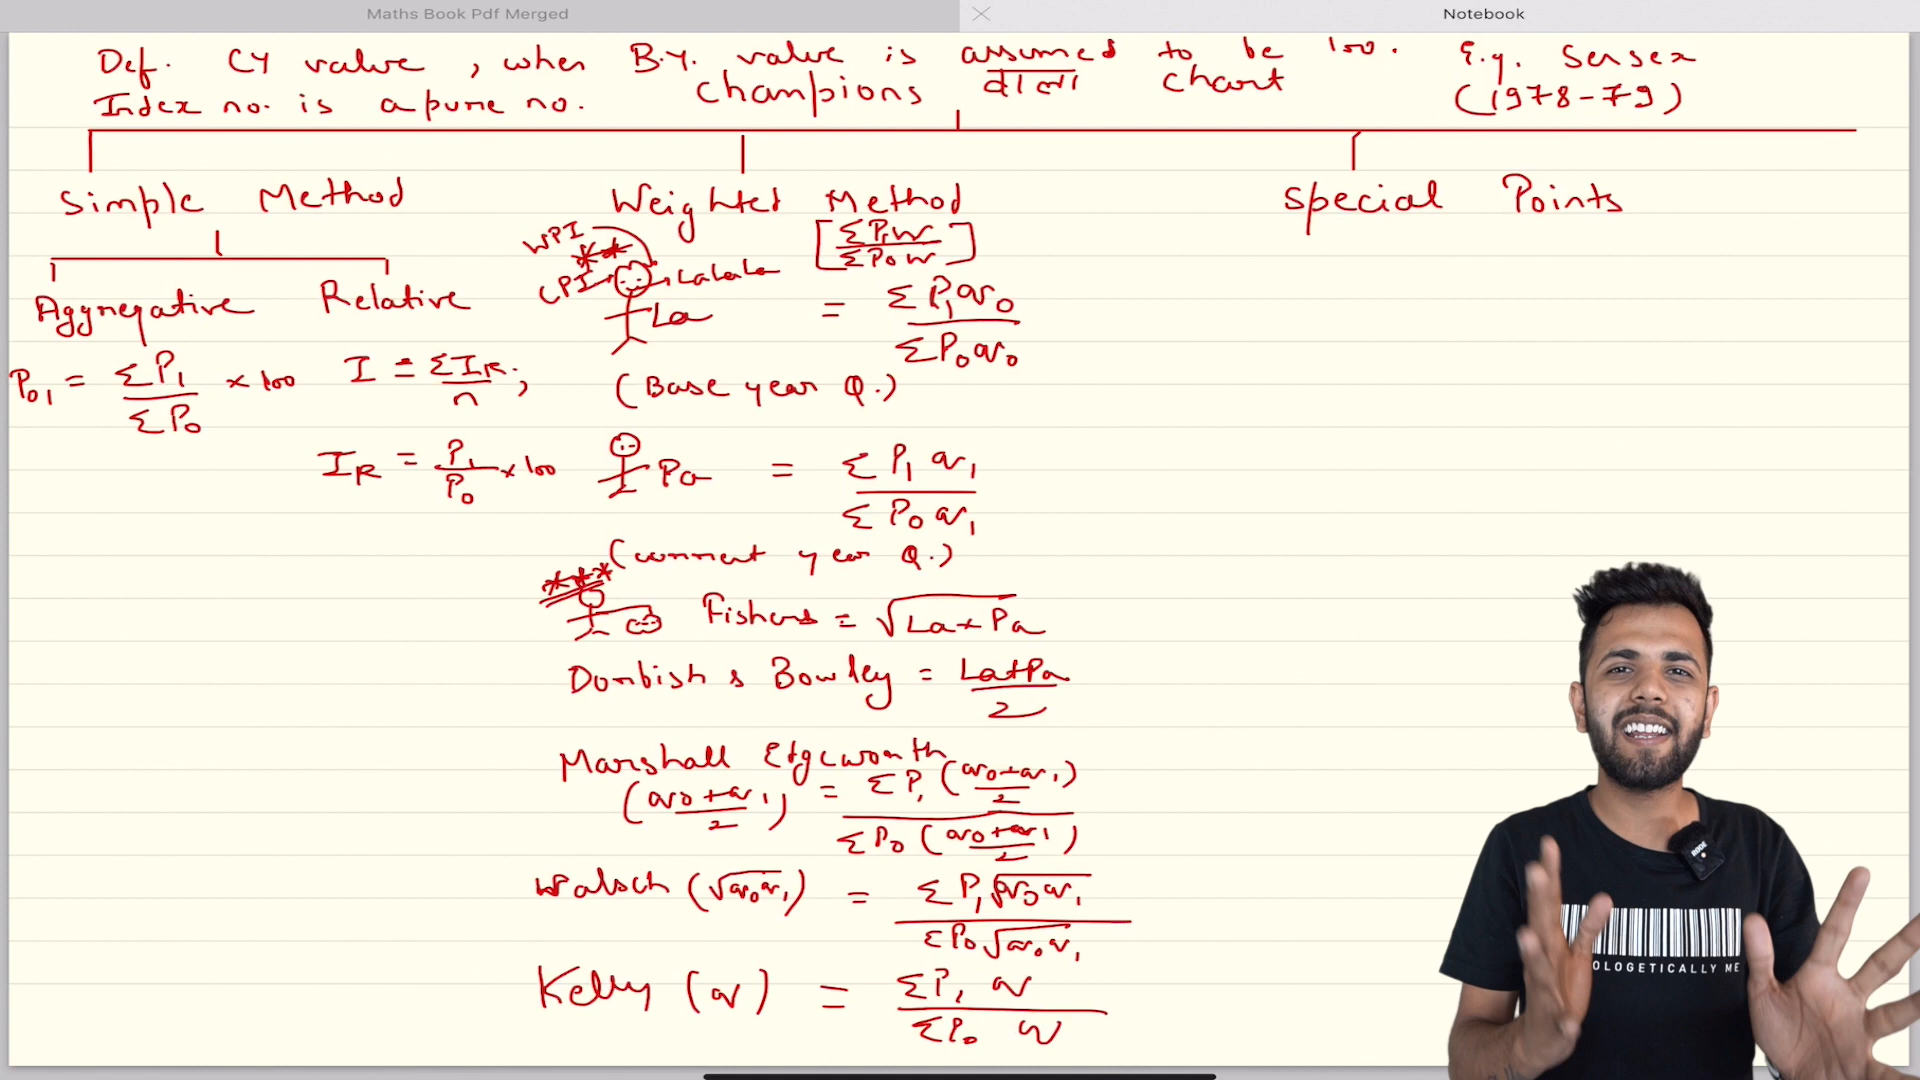 Maths Book Pdf Merged
Notebook
Def. CY value, when B.Y. value is assumed to be 100. E.g. Sensex
Index no. is a pure no. Champions वाला Chart (1978-79)
Simple Method
Weighted Method
Special Points
Aggregative
Relative
P01 = ΣP1/ΣP0 × 100
I = ΣIR/n,
IR = P1/P0 × 100
WPI
CPI
Lalala
[ΣP1W/ΣP0W]
La = ΣP1q0/ΣP0q0
(Base year Q.)
Pa = ΣP1q1/ΣP0q1
(current year Q.)
Fishers = √La×Pa
Dorbish & Bowley = La+Pa/2
Marshall Edgeworth
(q0+q1/2) = ΣP1(q0+q1/2)/ΣP0(q0+q1/2)
Walsch (√q0q1) = ΣP1√q0q1/ΣP0√q0q1
Kelly (q) = ΣP1 q/ΣP0 q
RODE
OLOGETICALLY ME